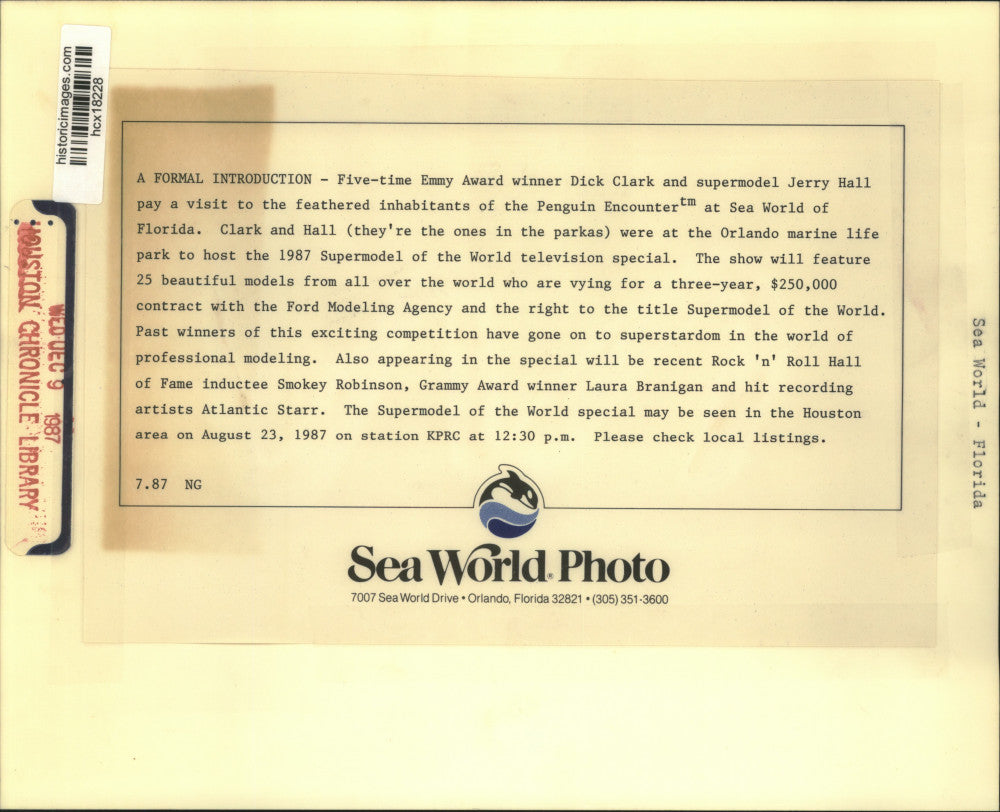 historicimages.com
hcx18228
HOUSTON CHRONICLE LIBRARY
WED DEC 9 1987
A FORMAL INTRODUCTION - Five-time Emmy Award winner Dick Clark and supermodel Jerry Hall
pay a visit to the feathered inhabitants of the Penguin Encountertm at Sea World of
Florida. Clark and Hall (they're the ones in the parkas) were at the Orlando marine life
park to host the 1987 Supermodel of the World television special. The show will feature
25 beautiful models from all over the world who are vying for a three-year, $250,000
contract with the Ford Modeling Agency and the right to the title Supermodel of the World.
Past winners of this exciting competition have gone on to superstardom in the world of
professional modeling. Also appearing in the special will be recent Rock 'n' Roll Hall
of Fame inductee Smokey Robinson, Grammy Award winner Laura Branigan and hit recording
artists Atlantic Starr. The Supermodel of the World special may be seen in the Houston
area on August 23, 1987 on station KPRC at 12:30 p.m. Please check local listings.
7.87 NG
Sea World® Photo
7007 Sea World Drive • Orlando, Florida 32821 • (305) 351-3600
Sea World - Florida